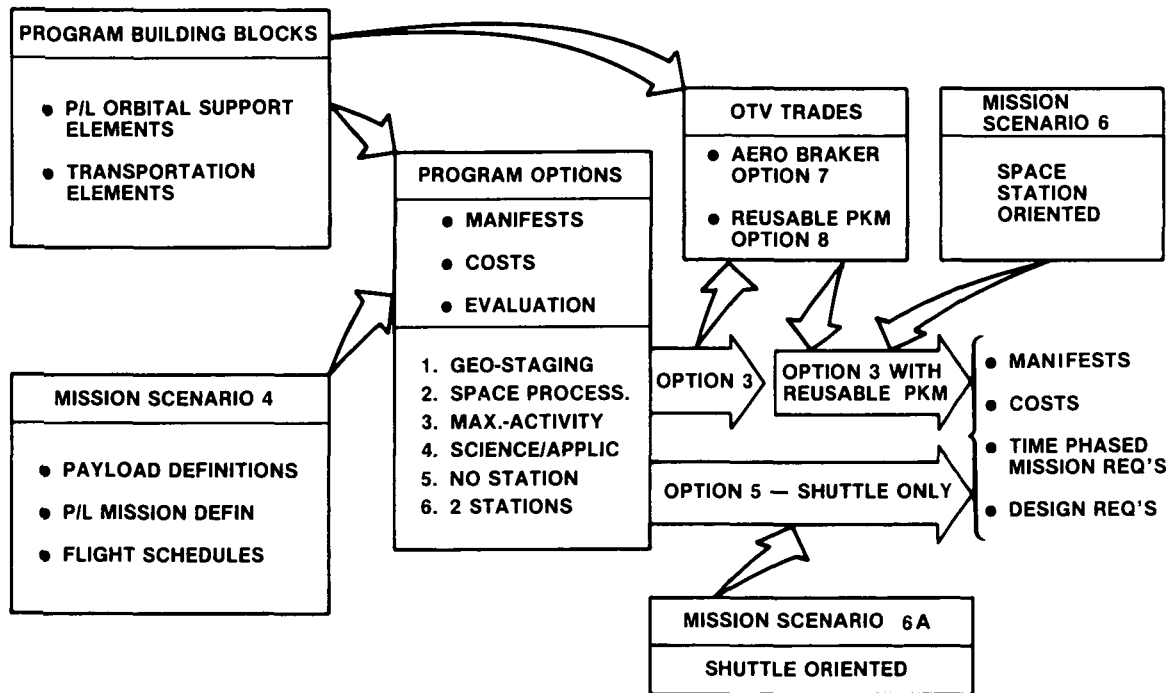 PROGRAM BUILDING BLOCKS
● P/L ORBITAL SUPPORT
ELEMENTS
● TRANSPORTATION
ELEMENTS
MISSION SCENARIO 4
● PAYLOAD DEFINITIONS
● P/L MISSION DEFIN
● FLIGHT SCHEDULES
PROGRAM OPTIONS
● MANIFESTS
● COSTS
● EVALUATION
1. GEO-STAGING
2. SPACE PROCESS.
3. MAX.-ACTIVITY
4. SCIENCE/APPLIC
5. NO STATION
6. 2 STATIONS
OTV TRADES
● AERO BRAKER
OPTION 7
● REUSABLE PKM
OPTION 8
MISSION
SCENARIO 6
SPACE
STATION
ORIENTED
OPTION 3
OPTION 3 WITH
REUSABLE PKM
OPTION 5 — SHUTTLE ONLY
● MANIFESTS
● COSTS
● TIME PHASED
MISSION REQ'S
● DESIGN REQ'S
MISSION SCENARIO 6A
SHUTTLE ORIENTED